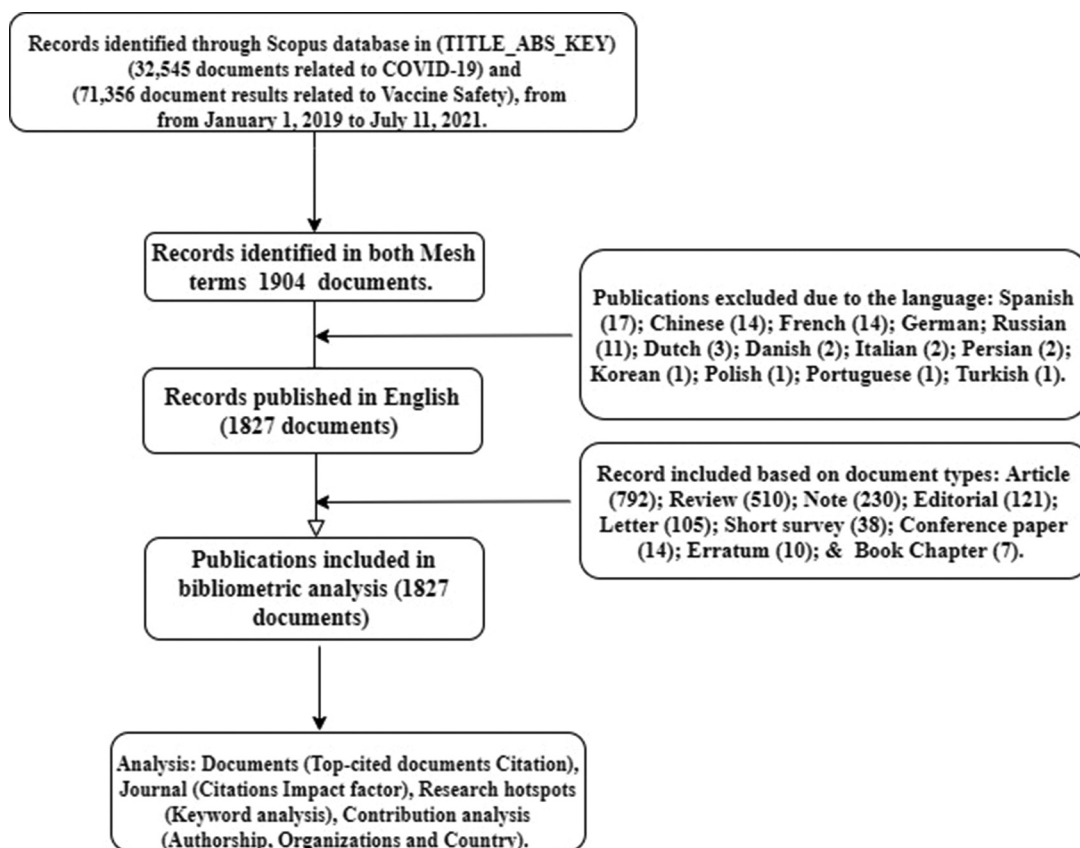 Records identified through Scopus database in (TITLE_ABS_KEY)
(32,545 documents related to COVID-19) and
(71,356 document results related to Vaccine Safety), from
from January 1, 2019 to July 11, 2021.
Records identified in both Mesh
terms 1904 documents.
Publications excluded due to the language: Spanish
(17); Chinese (14); French (14); German; Russian
(11); Dutch (3); Danish (2); Italian (2); Persian (2);
Korean (1); Polish (1); Portuguese (1); Turkish (1).
Records published in English
(1827 documents)
Record included based on document types: Article
(792); Review (510); Note (230); Editorial (121);
Letter (105); Short survey (38); Conference paper
(14); Erratum (10); & Book Chapter (7).
Publications included in
bibliometric analysis (1827
documents)
Analysis: Documents (Top-cited documents Citation),
Journal (Citations Impact factor), Research hotspots
(Keyword analysis), Contribution analysis
(Authorship, Organizations and Country).